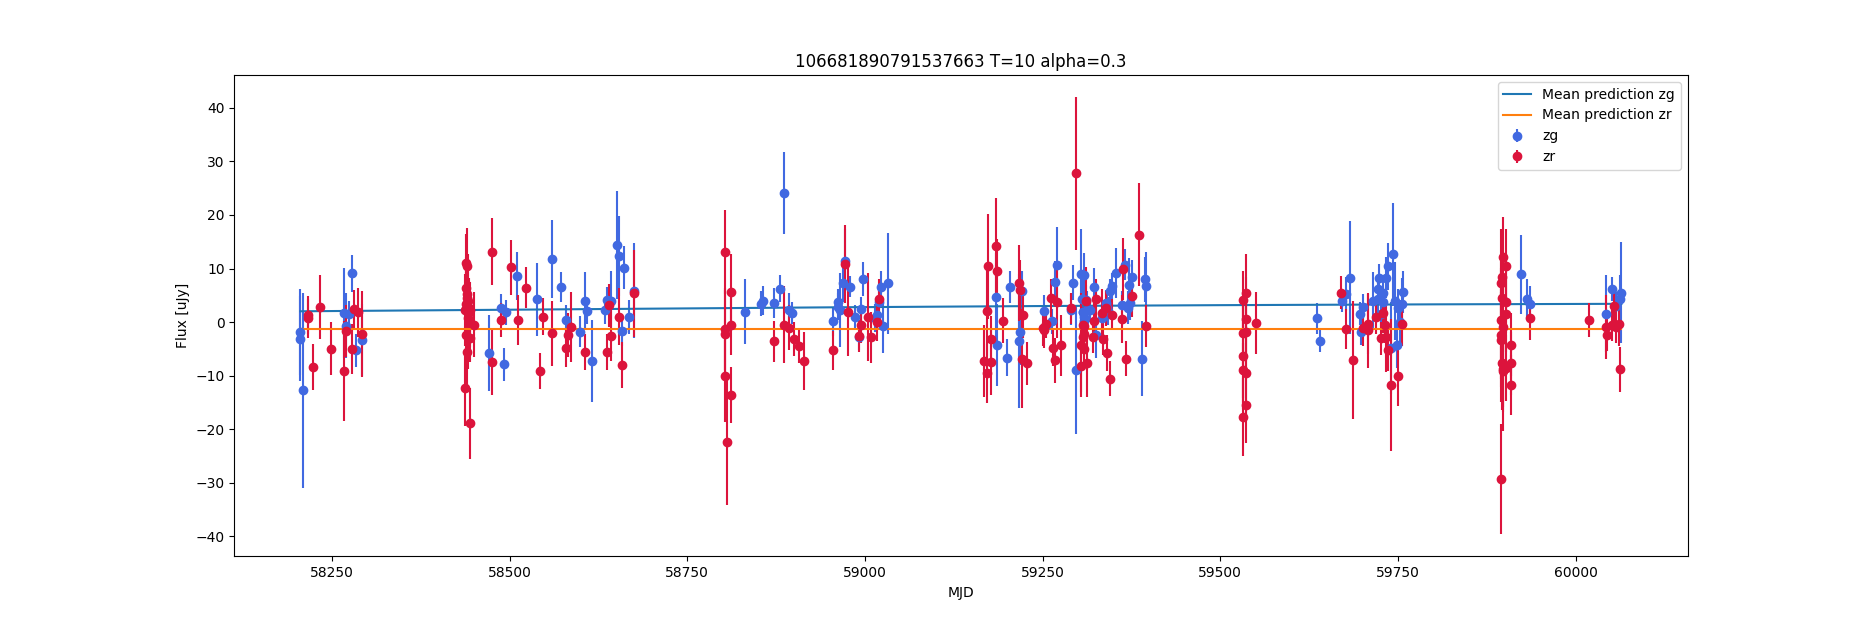 106681890791537663 T=10 alpha=0.3
Mean prediction zg
Mean prediction zr
zg
zr
Flux [uJy]
40
30
20
10
0
−10
−20
−30
−40
58250 58500 58750 59000 59250 59500 59750 60000
MJD